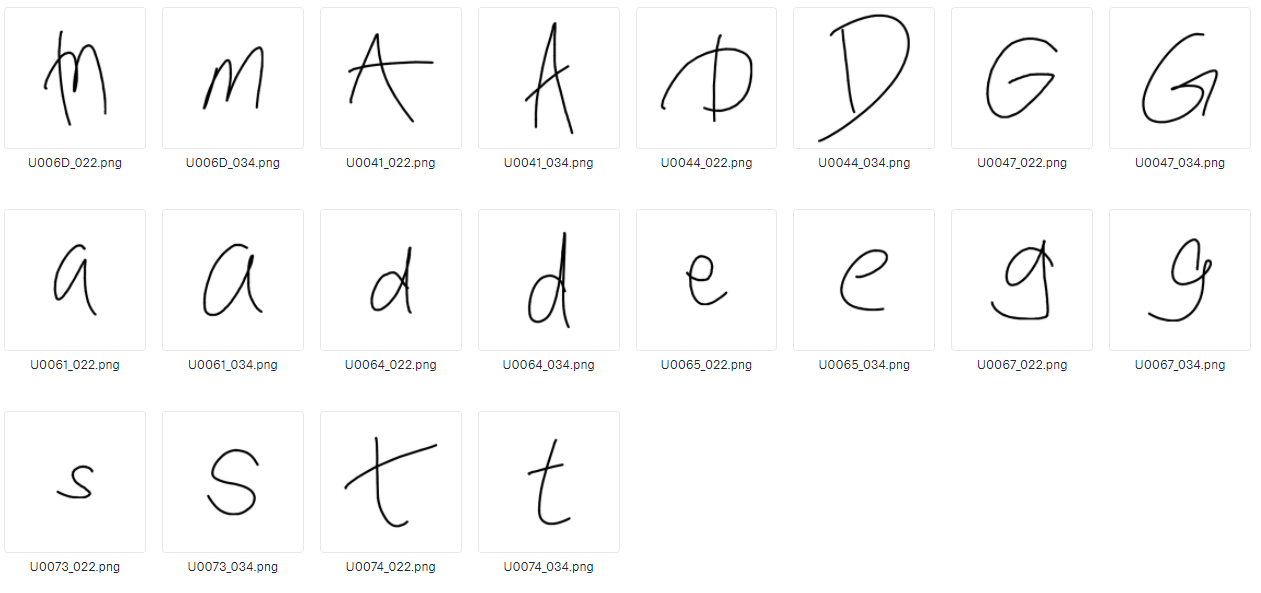 m m A A D D G G
U006D_022.png U006D_034.png U0041_022.png U0041_034.png U0044_022.png U0044_034.png U0047_022.png U0047_034.png
a a d d e e g g
U0061_022.png U0061_034.png U0064_022.png U0064_034.png U0065_022.png U0065_034.png U0067_022.png U0067_034.png
s s t t
U0073_022.png U0073_034.png U0074_022.png U0074_034.png